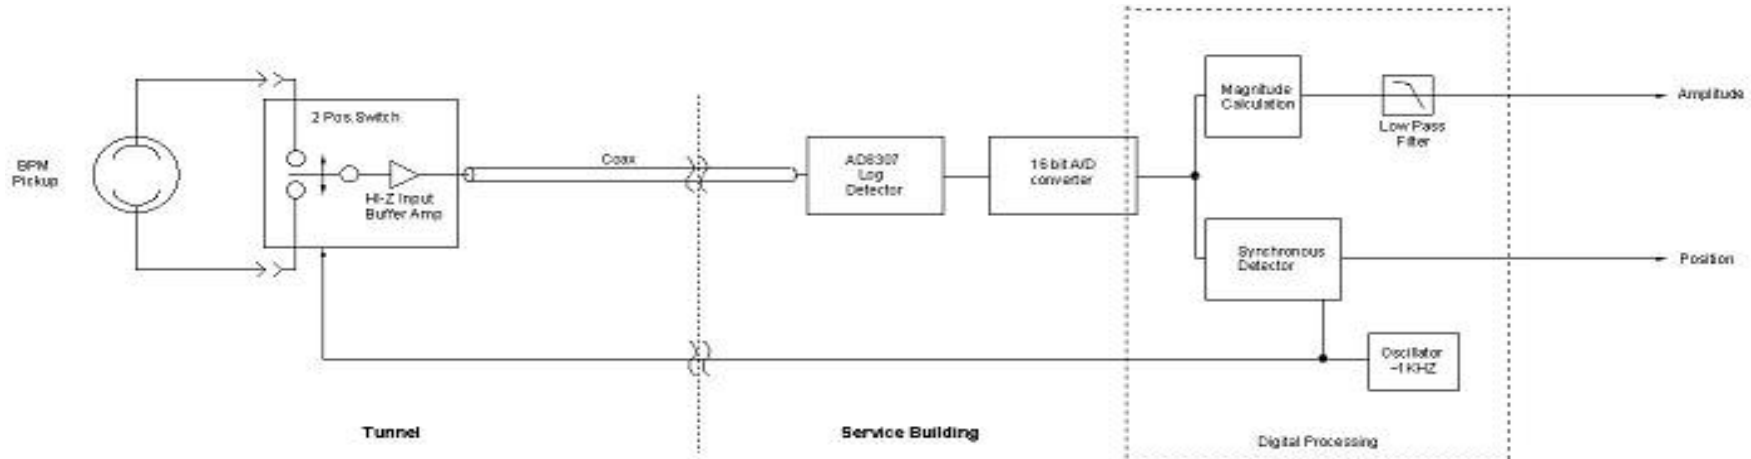 BPM
Pickup
2 Pos. Switch
HI-Z Input
Buffer Amp
Coax
AD8307
Log
Detector
16 bit A/D
converter
Magnitude
Calculation
Low Pass
Filter
Amplitude
Synchronous
Detector
Position
Oscillator
~1 KHZ
Tunnel
Service Building
Digital Processing